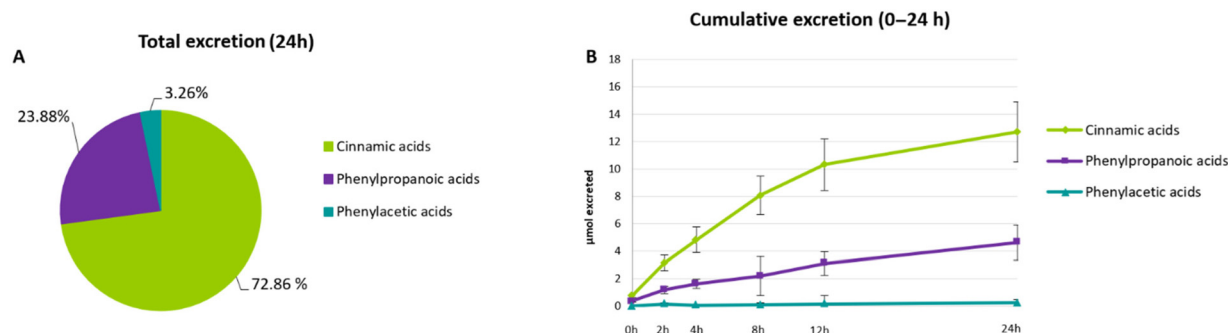 A
Total excretion (24h)
3.26%
23.88%
72.86 %
Cinnamic acids
Phenylpropanoic acids
Phenylacetic acids
B
Cumulative excretion (0–24 h)
µmol excreted
18
16
14
12
10
8
6
4
2
0
0h 2h 4h 8h 12h 24h
Cinnamic acids
Phenylpropanoic acids
Phenylacetic acids